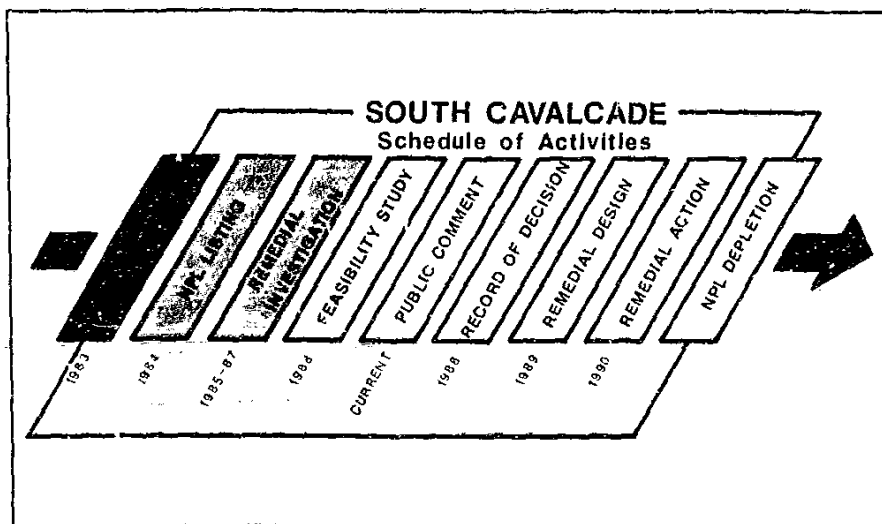 SOUTH CAVALCADE
Schedule of Activities
NPL LISTING
REMEDIAL
INVESTIGATION
FEASIBILITY STUDY
PUBLIC COMMENT
RECORD OF DECISION
REMEDIAL DESIGN
REMEDIAL ACTION
NPL DEPLETION
1983
1984
1985-87
1988
CURRENT
1988
1989
1990